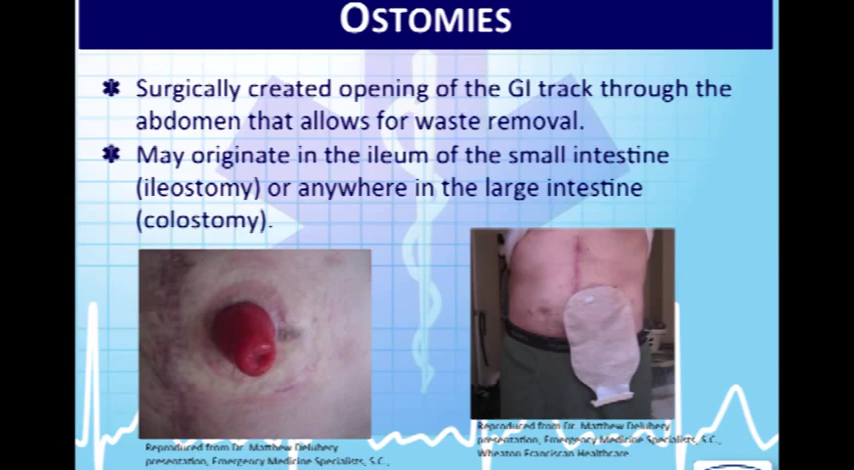 OSTOMIES
Surgically created opening of the GI track through the
abdomen that allows for waste removal.
May originate in the ileum of the small intestine
(ileostomy) or anywhere in the large intestine
(colostomy).
Reproduced from Dr. Matthew Deluhery
presentation, Emergency Medicine Specialists, S.C.,
Reproduced from Dr. Matthew Deluhery
presentation, Emergency Medicine Specialists, S.C.,
Wheaton Franciscan Healthcare